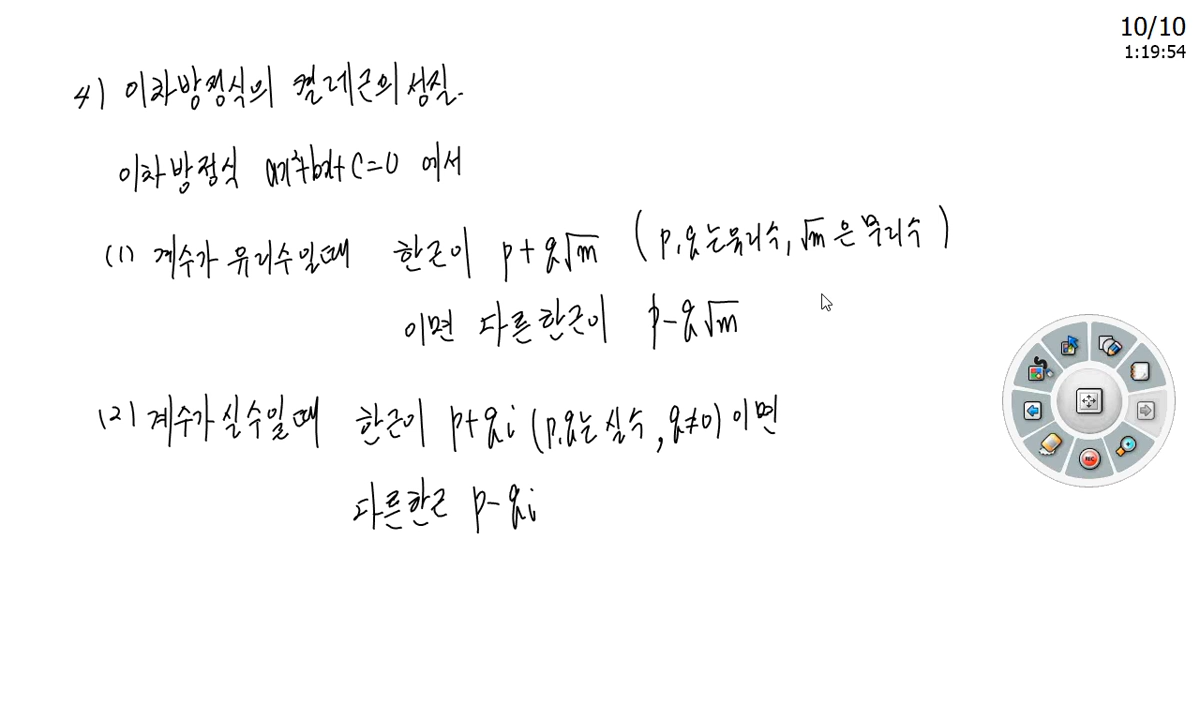 10/10
1:19:54
4) 이차방정식의 켤레근의 성질.
이차방정식 ax²+bx+c=0 에서
(1) 계수가 유리수일때 한근이 p+q√m (p,q는 유리수, √m은 무리수)
이면 다른한근이 p-q√m
(2) 계수가 실수일때 한근이 p+qi (p,q는 실수, q≠0) 이면
다른한근 p-qi
REC